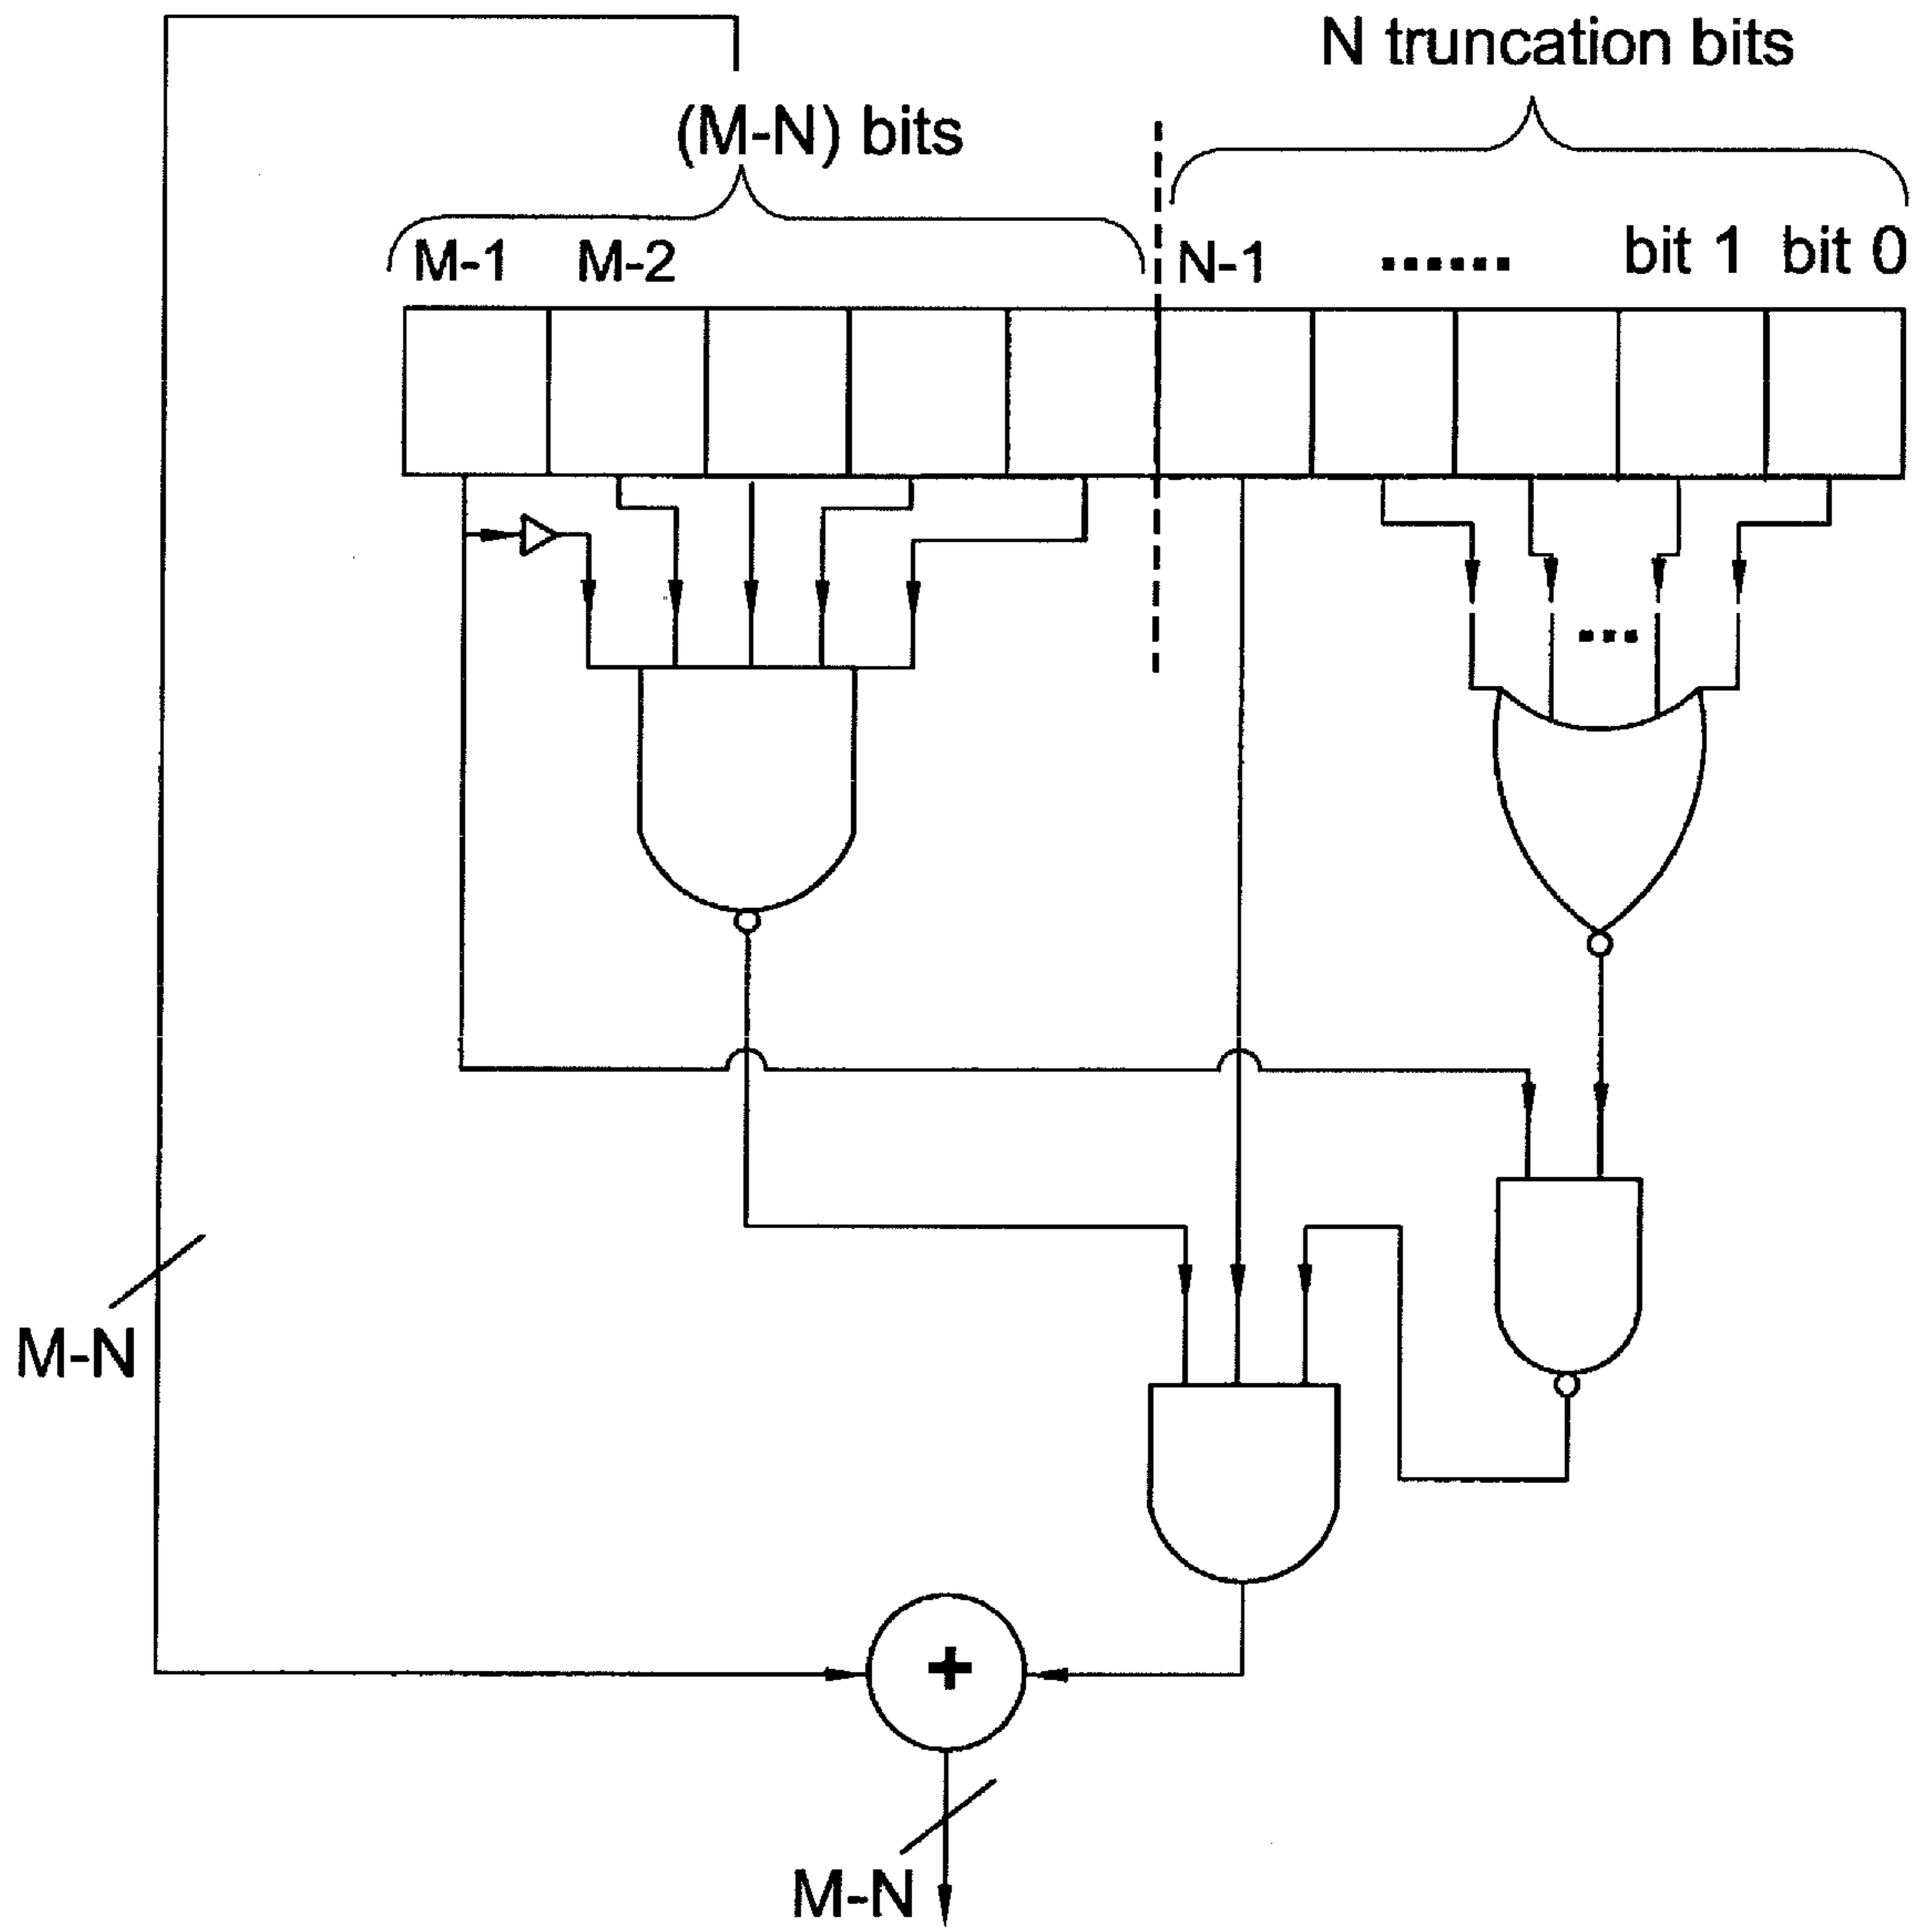 N truncation bits
(M-N) bits
M-1 M-2 N-1 ...... bit 1 bit 0
...
M-N
+
M-N